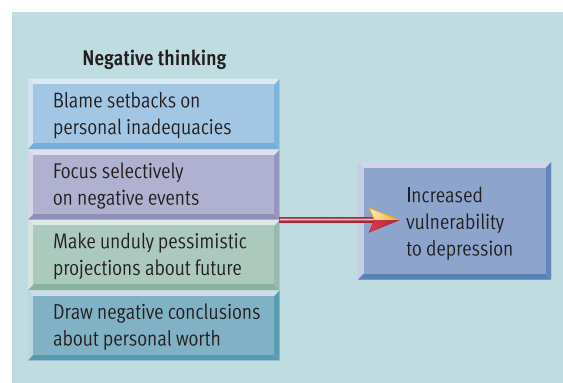 Negative thinking
Blame setbacks on
personal inadequacies
Focus selectively
on negative events
Make unduly pessimistic
projections about future
Draw negative conclusions
about personal worth
Increased
vulnerability
to depression